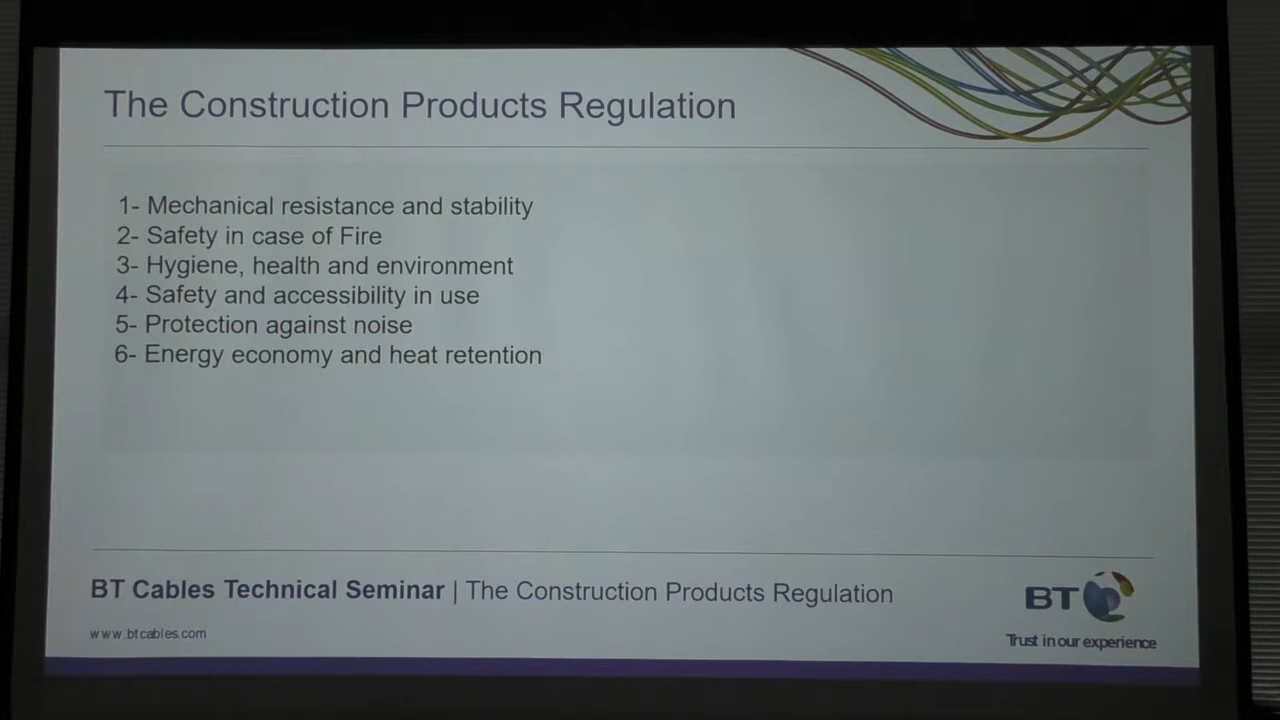 The Construction Products Regulation
1- Mechanical resistance and stability
2- Safety in case of Fire
3- Hygiene, health and environment
4- Safety and accessibility in use
5- Protection against noise
6- Energy economy and heat retention
BT Cables Technical Seminar | The Construction Products Regulation
www.btcables.com
BT
Trust in our experience